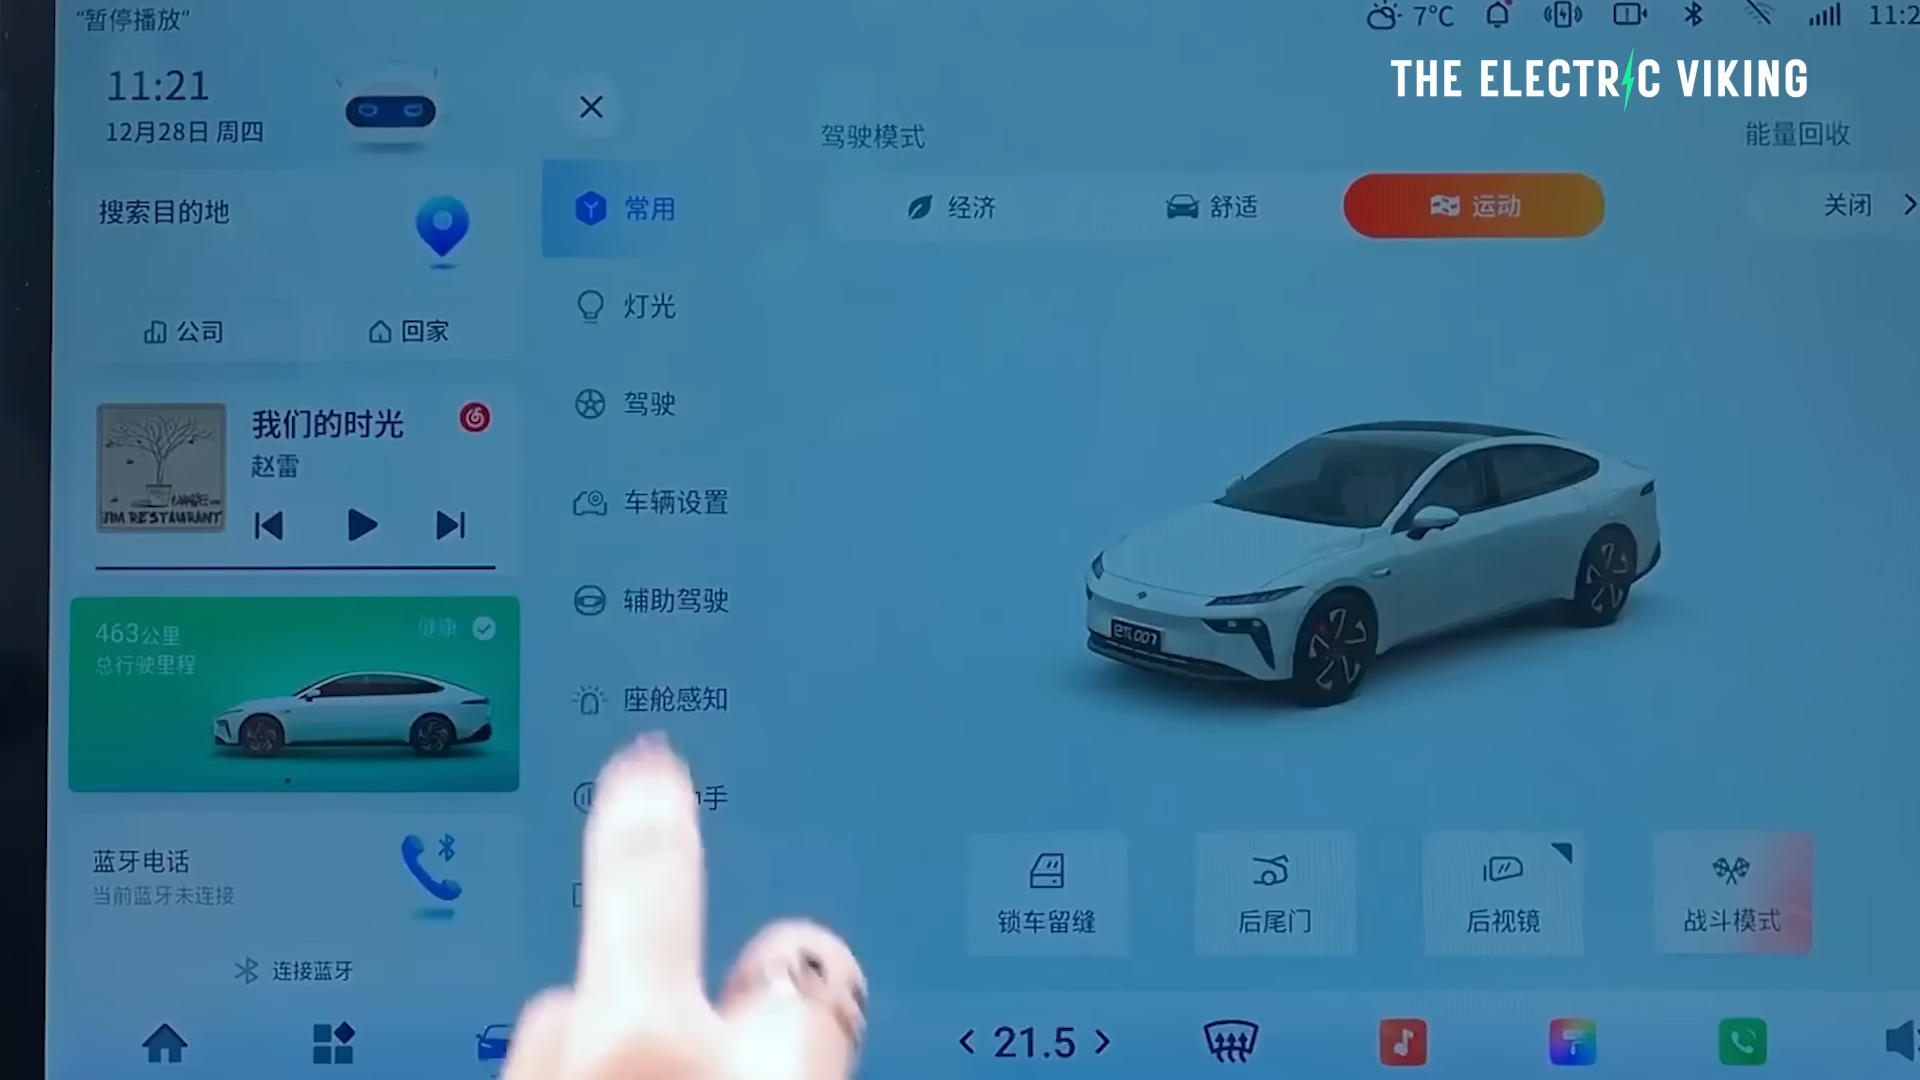 “暂停播放”
7°C
11:2
THE ELECTRIC VIKING
11:21
12月28日 周四
搜索目的地
公司
回家
我们的时光
赵雷
JIM RESTAURANT
463公里
健康
总行驶里程
蓝牙电话
当前蓝牙未连接
连接蓝牙
常用
灯光
驾驶
车辆设置
辅助驾驶
座舱感知
手
驾驶模式
能量回收
经济
舒适
运动
关闭
007
锁车留缝
后尾门
后视镜
战斗模式
21.5